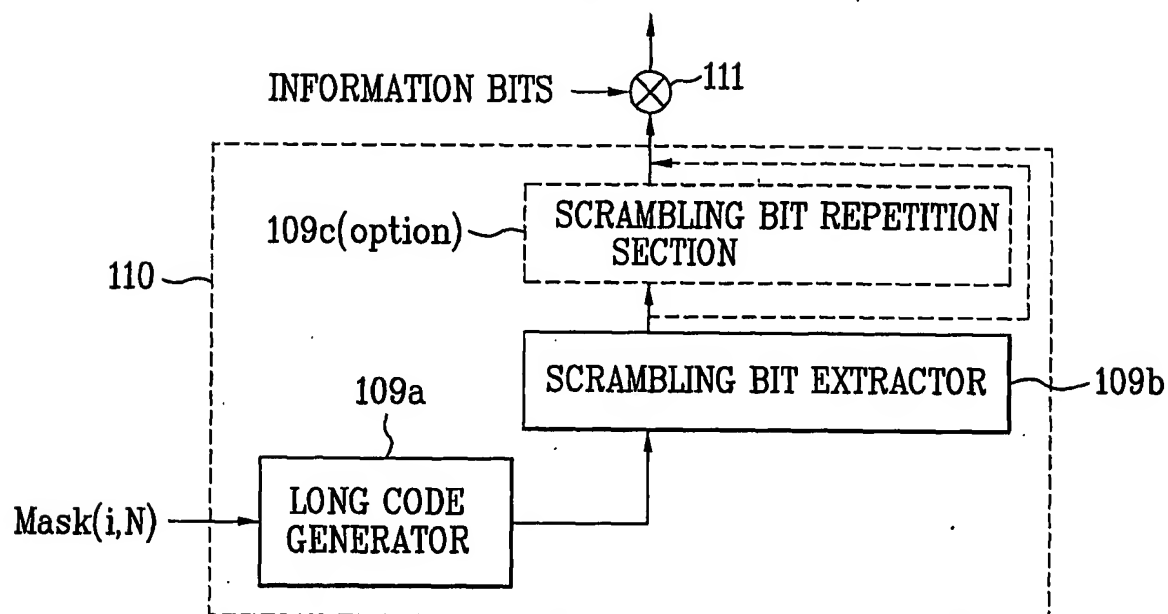 INFORMATION BITS
111
109c(option)
SCRAMBLING BIT REPETITION
SECTION
110
SCRAMBLING BIT EXTRACTOR
109b
109a
Mask(i,N)
LONG CODE
GENERATOR